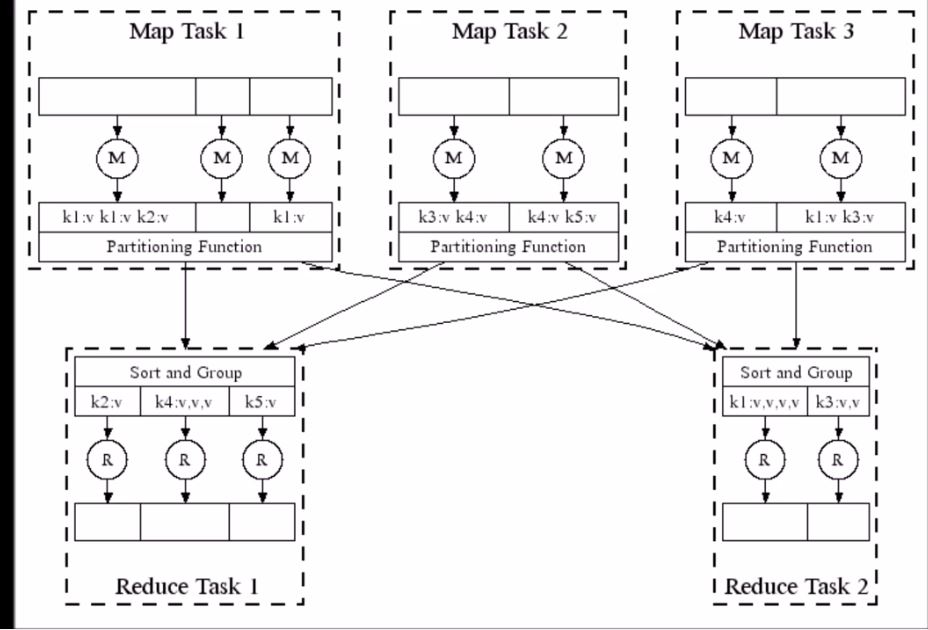 Map Task 1 Map Task 2 Map Task 3
M M M M M M M
k1:v k1:v k2:v k1:v k3:v k4:v k4:v k5:v k4:v k1:v k3:v
Partitioning Function Partitioning Function Partitioning Function
Sort and Group Sort and Group
k2:v k4:v,v,v k5:v k1:v,v,v,v k3:v,v
R R R R R
Reduce Task 1 Reduce Task 2